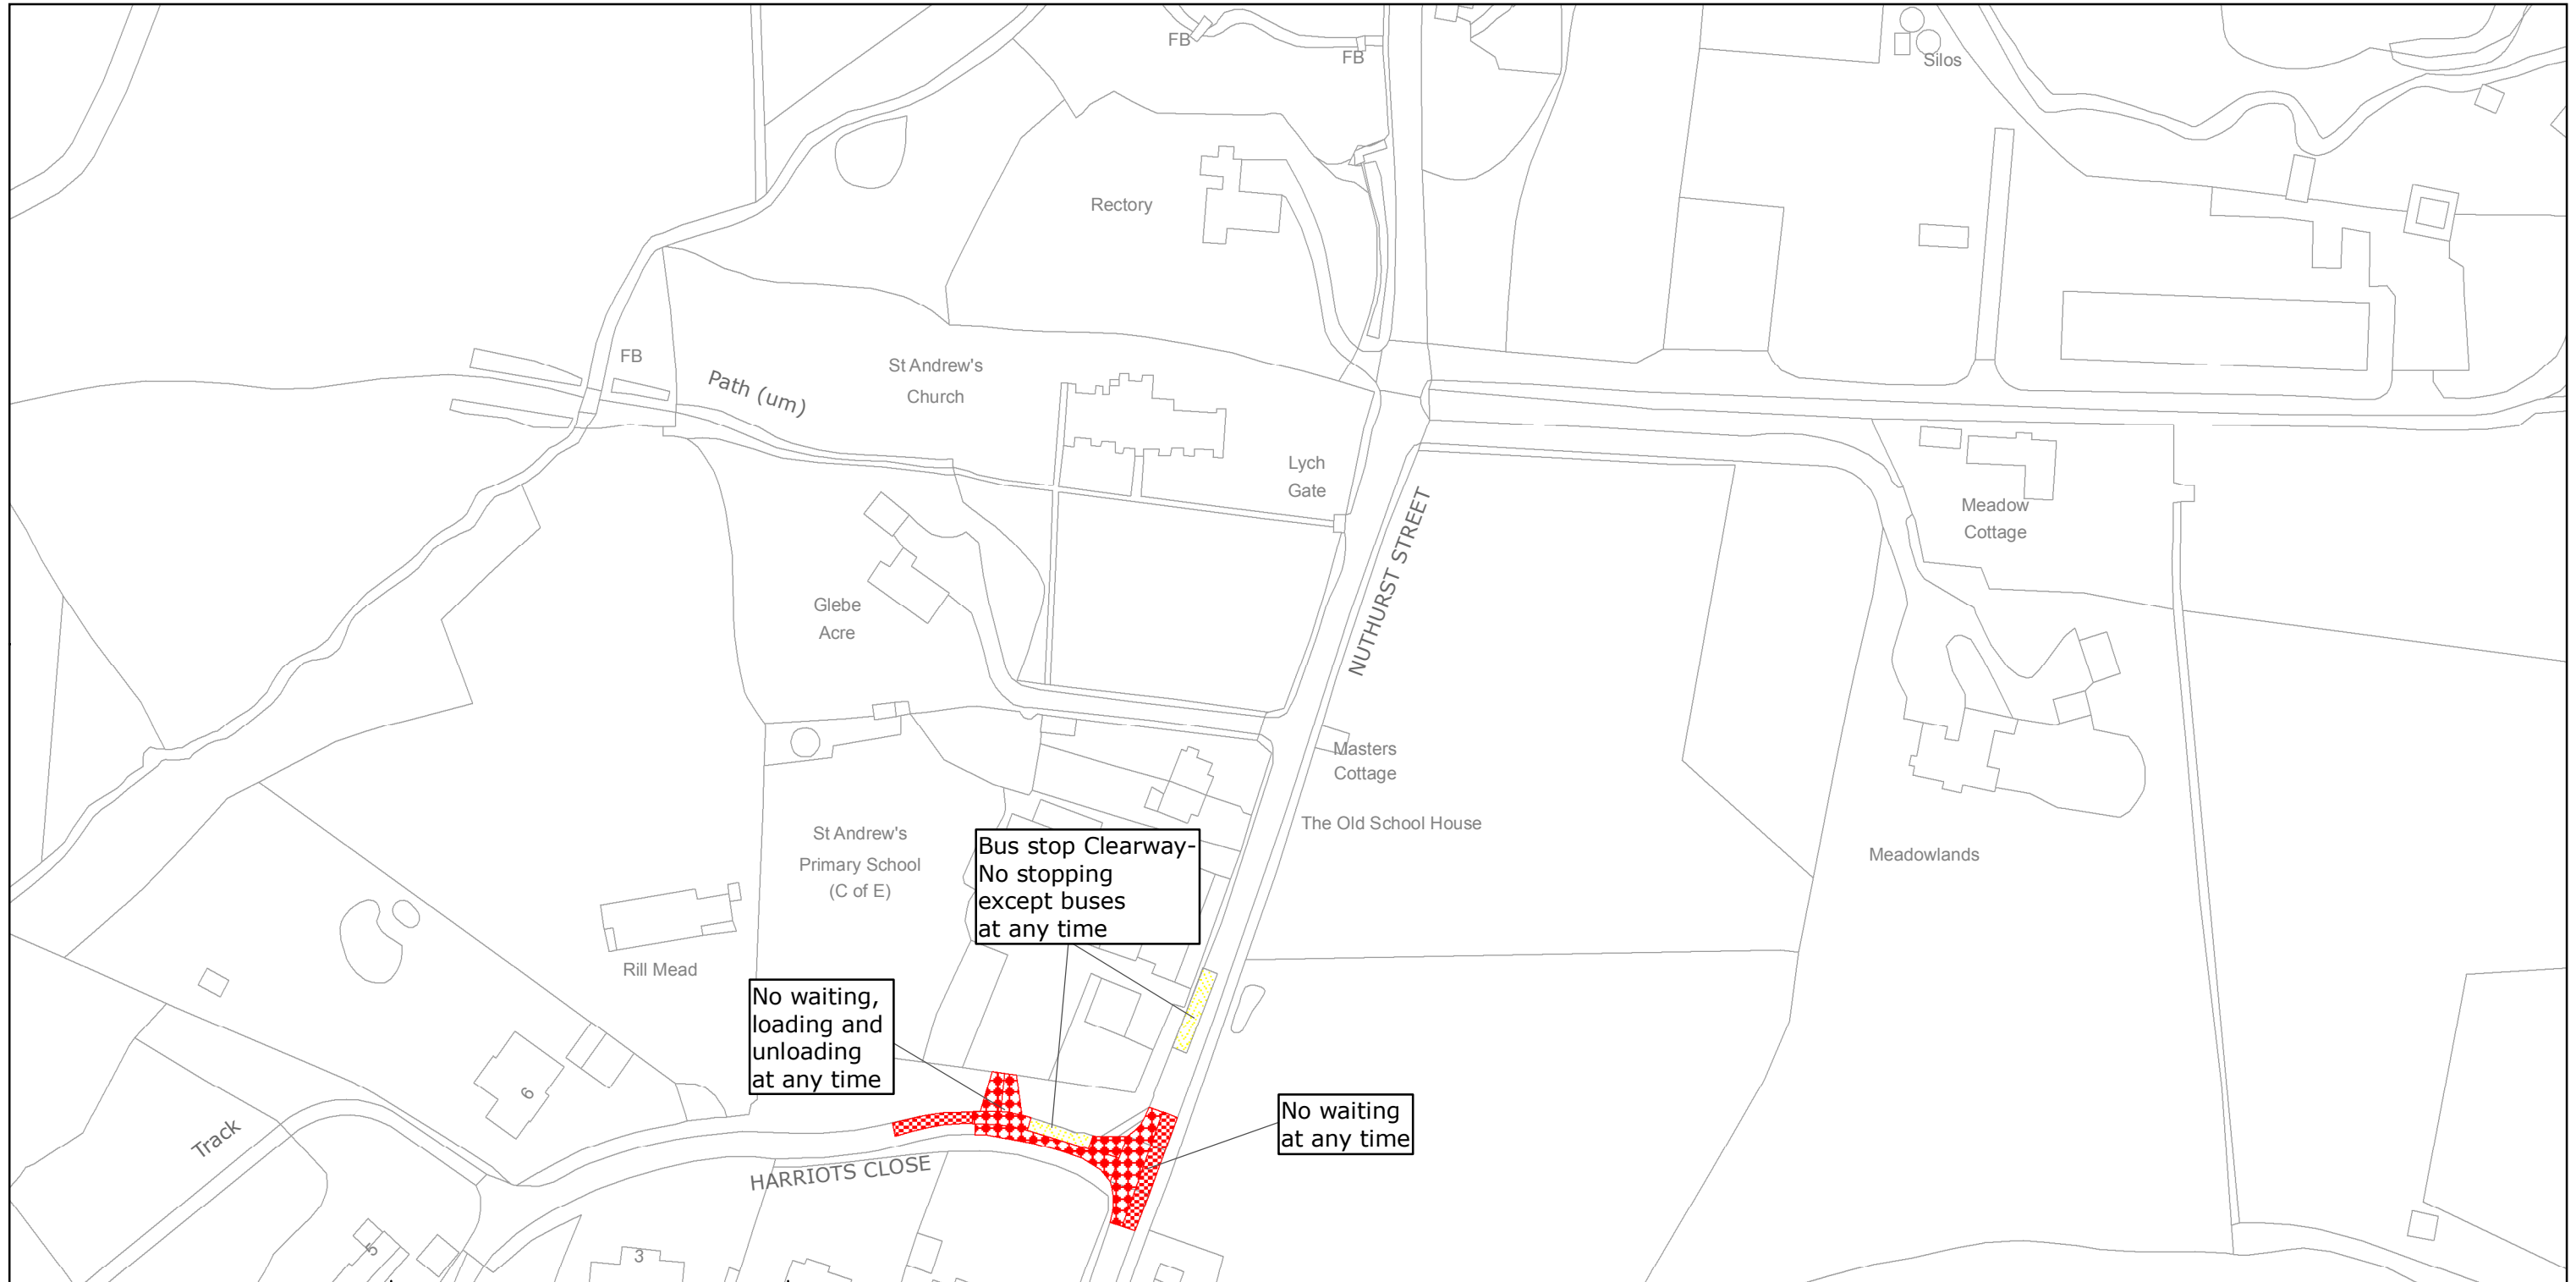 FB
FB
Silos
Rectory
FB
Path (um)
St Andrew's
Church
Lych
Gate
NUTHURST STREET
Meadow
Cottage
Glebe
Acre
Masters
Cottage
The Old School House
St Andrew's
Primary School
(C of E)
Bus stop Clearway-
No stopping
except buses
at any time
Meadowlands
Rill Mead
No waiting,
loading and
unloading
at any time
6
Track
No waiting
at any time
HARRIOTS CLOSE
5
3